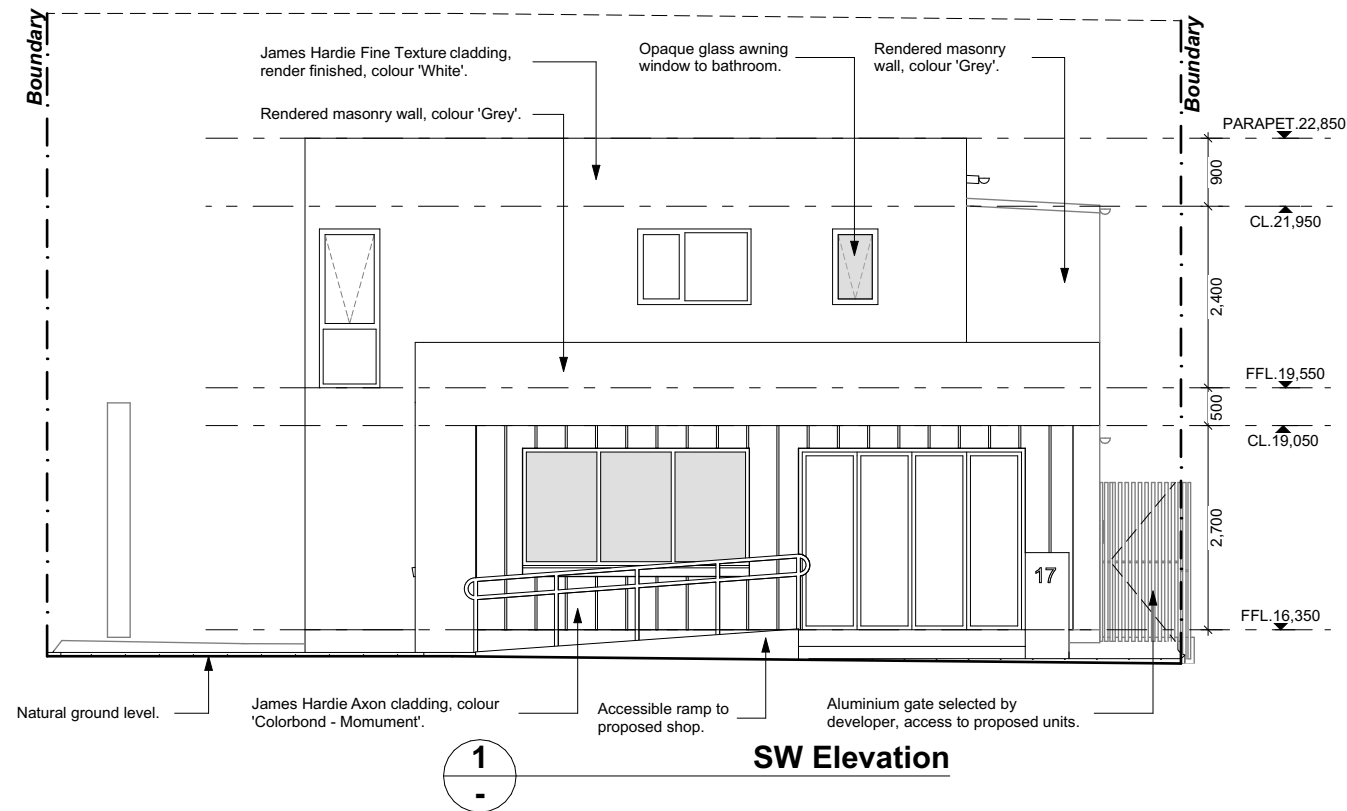 Boundary
James Hardie Fine Texture cladding,
render finished, colour 'White'.
Opaque glass awning
window to bathroom.
Rendered masonry
wall, colour 'Grey'.
Boundary
Rendered masonry wall, colour 'Grey'.
PARAPET.22,850
900
CL.21,950
2,400
FFL.19,550
500
CL.19,050
2,700
17
FFL.16,350
Natural ground level.
James Hardie Axon cladding, colour
'Colorbond - Momument'.
Accessible ramp to
proposed shop.
Aluminium gate selected by
developer, access to proposed units.
1
-
SW Elevation